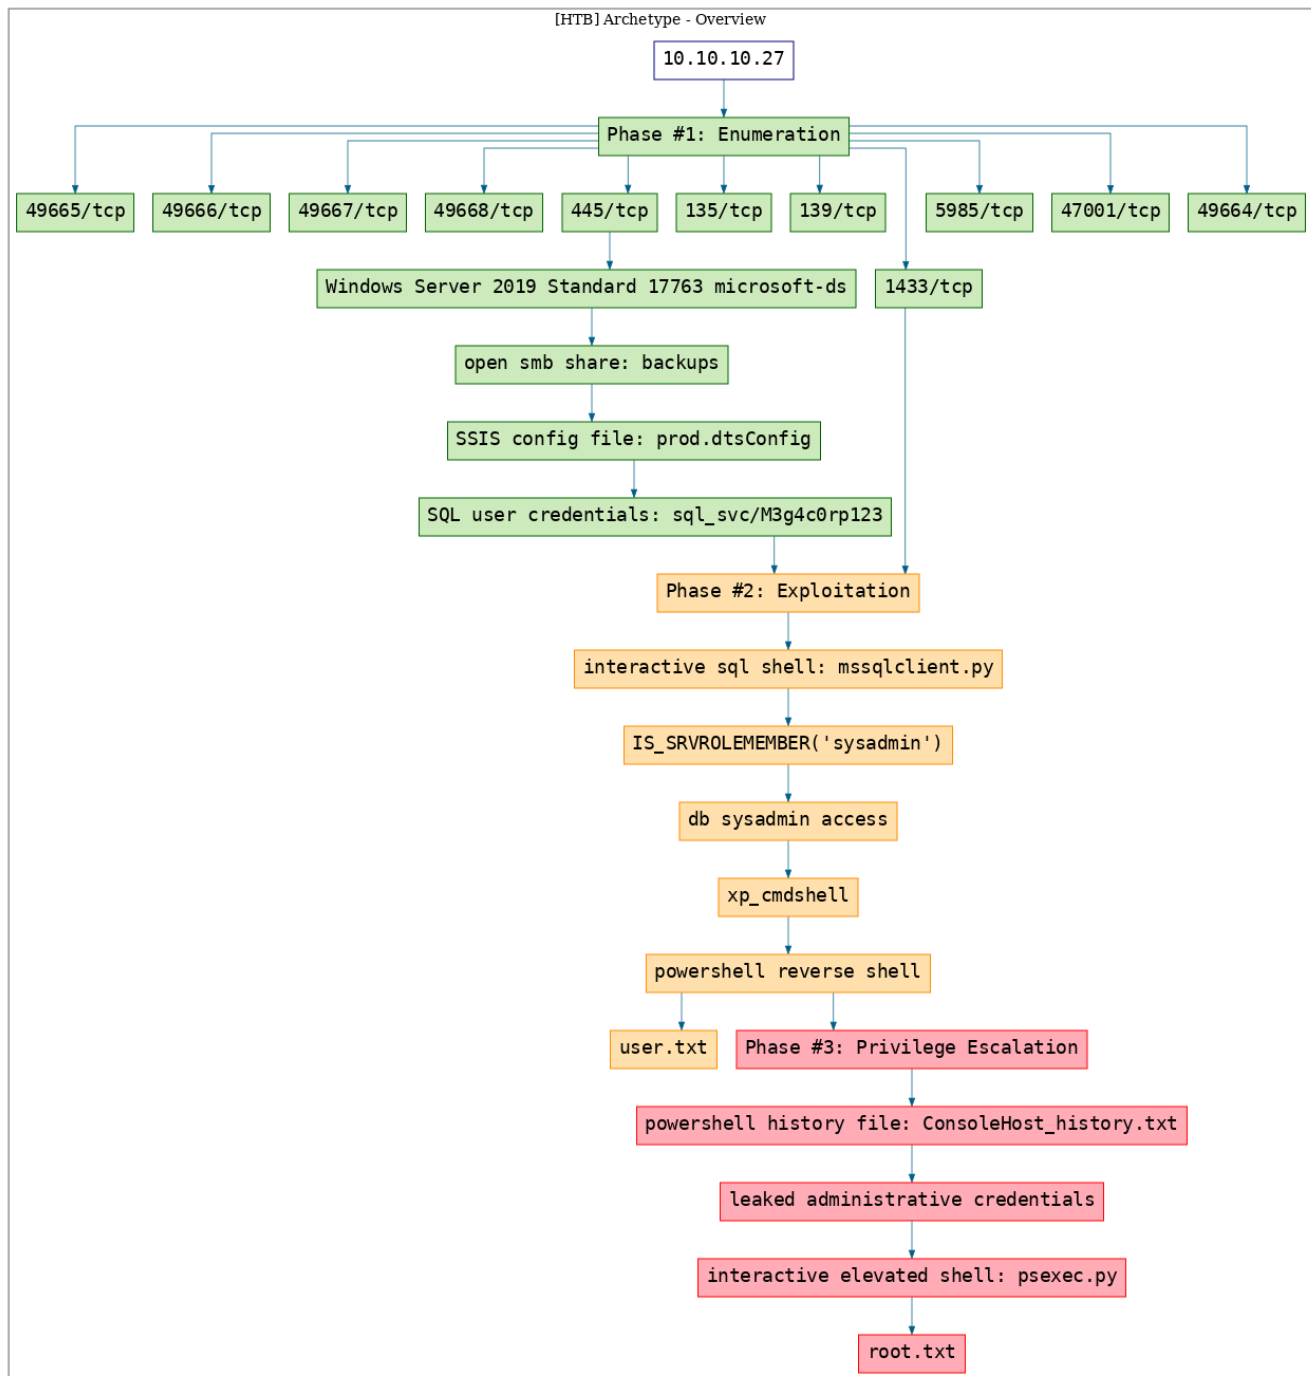 [HTB] Archetype - Overview
10.10.10.27
Phase #1: Enumeration
49665/tcp
49666/tcp
49667/tcp
49668/tcp
445/tcp
135/tcp
139/tcp
5985/tcp
47001/tcp
49664/tcp
Windows Server 2019 Standard 17763 microsoft-ds
1433/tcp
open smb share: backups
SSIS config file: prod.dtsConfig
SQL user credentials: sql_svc/M3g4c0rp123
Phase #2: Exploitation
interactive sql shell: mssqlclient.py
IS_SRVROLEMEMBER('sysadmin')
db sysadmin access
xp_cmdshell
powershell reverse shell
user.txt
Phase #3: Privilege Escalation
powershell history file: ConsoleHost_history.txt
leaked administrative credentials
interactive elevated shell: psexec.py
root.txt